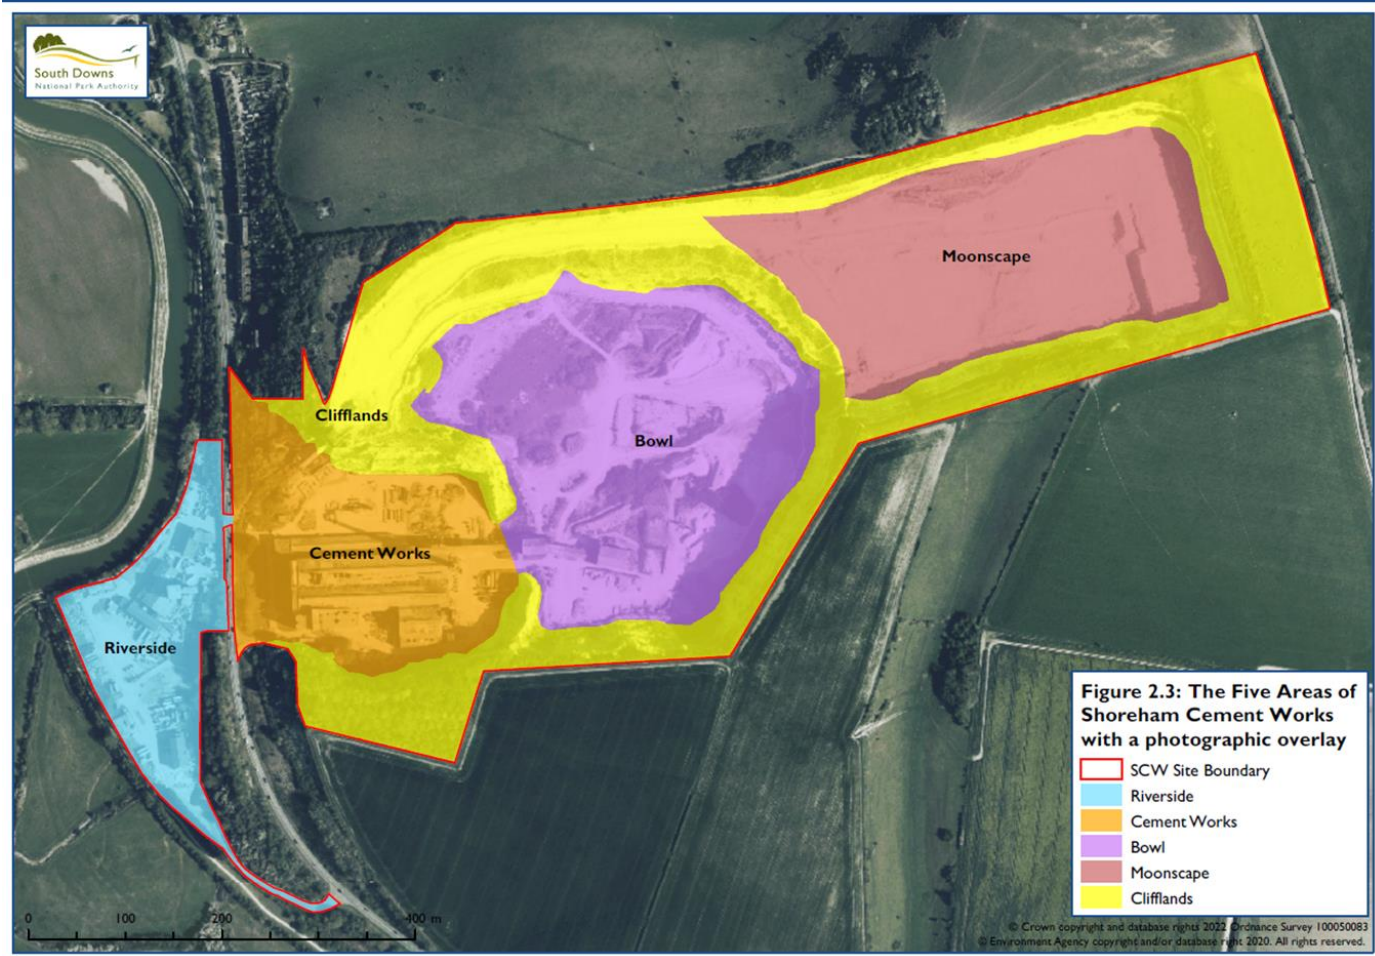 South Downs
National Park Authority
Moonscape
Clifflands
Bowl
Cement Works
Riverside
Figure 2.3: The Five Areas of
Shoreham Cement Works
with a photographic overlay
SCW Site Boundary
Riverside
Cement Works
Bowl
Moonscape
Clifflands
0 100 200 400 m
© Crown copyright and database rights 2022 Ordnance Survey 100050083
© Environment Agency copyright and/or database right 2020. All rights reserved.